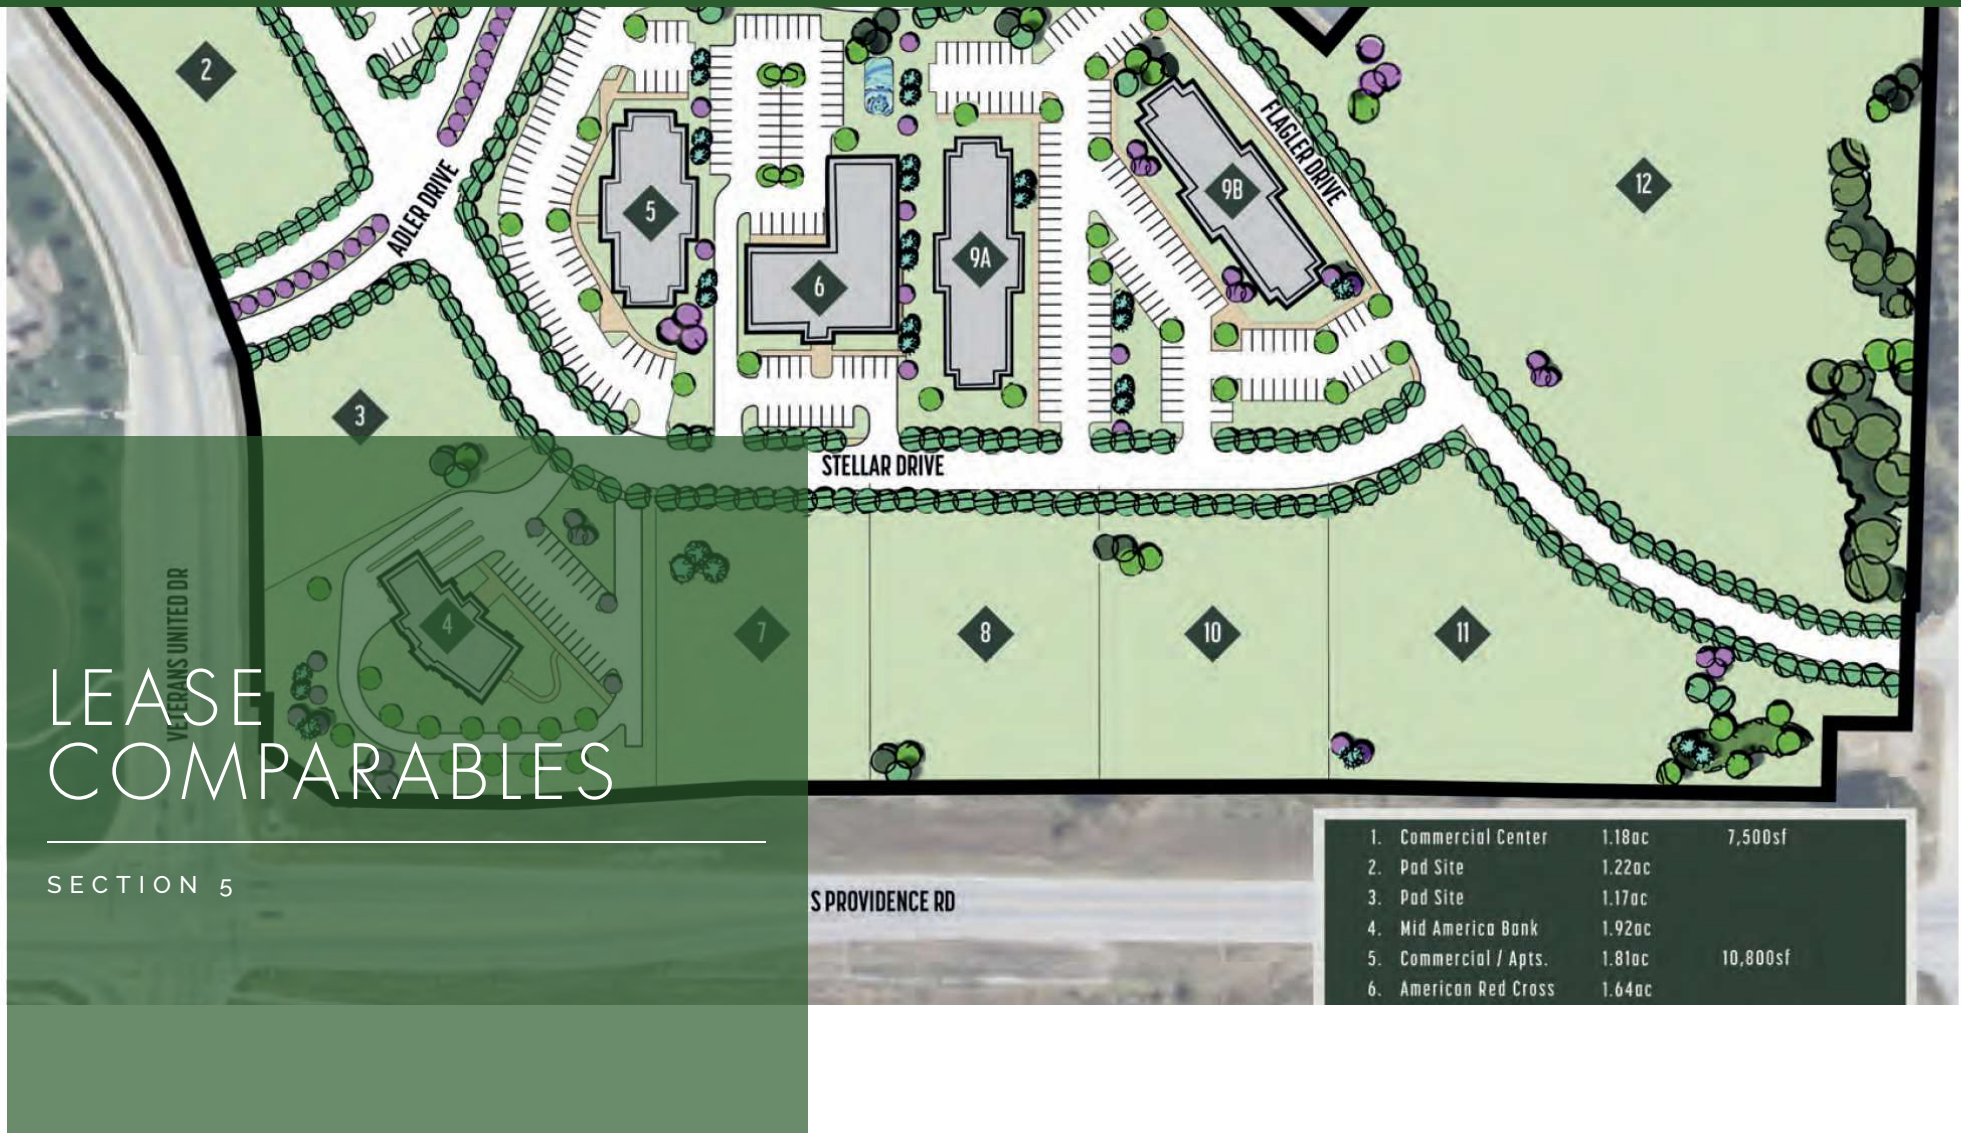 2
ADLER DRIVE
5
6
9A
9B
FLAGLER DRIVE
12
3
STELLAR DRIVE
VETERANS UNITED DR
4
7
8
10
11
LEASE
COMPARABLES
SECTION 5
S PROVIDENCE RD
1. Commercial Center 1.18ac 7,500sf
2. Pad Site 1.22ac
3. Pad Site 1.17ac
4. Mid America Bank 1.92ac
5. Commercial / Apts. 1.81ac 10,800sf
6. American Red Cross 1.64ac